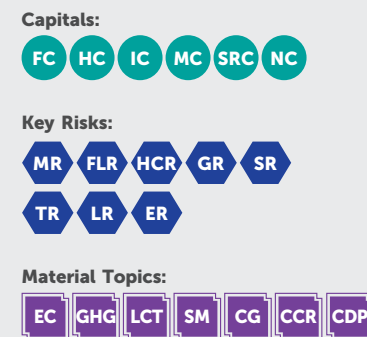 Capitals:
FC HC IC MC SRC NC
Key Risks:
MR FLR HCR GR SR
TR LR ER
Material Topics:
EC GHG LCT SM CG CCR CDP